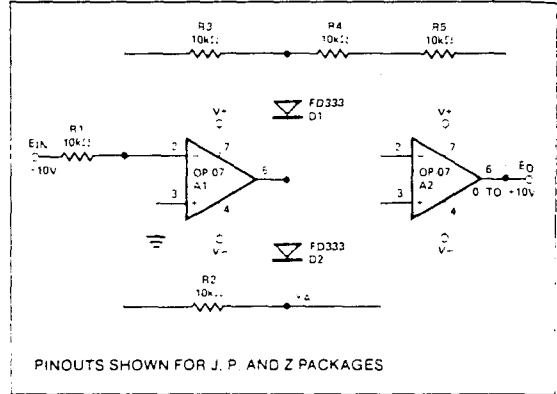 R3
10kΩ
R4
10kΩ
R5
10kΩ
V+
FD333
D1
V+
EIN
R1
10kΩ
±10V
2
7
−
OP 07
A1
6
3
+
4
2
7
−
OP 07
A2
6
EO
0 TO +10V
3
+
4
V−
FD333
D2
V−
R2
10kΩ
VA
PINOUTS SHOWN FOR J, P, AND Z PACKAGES